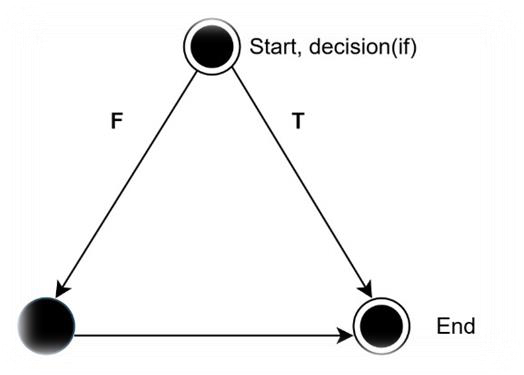 Start, decision(if)
F
T
End